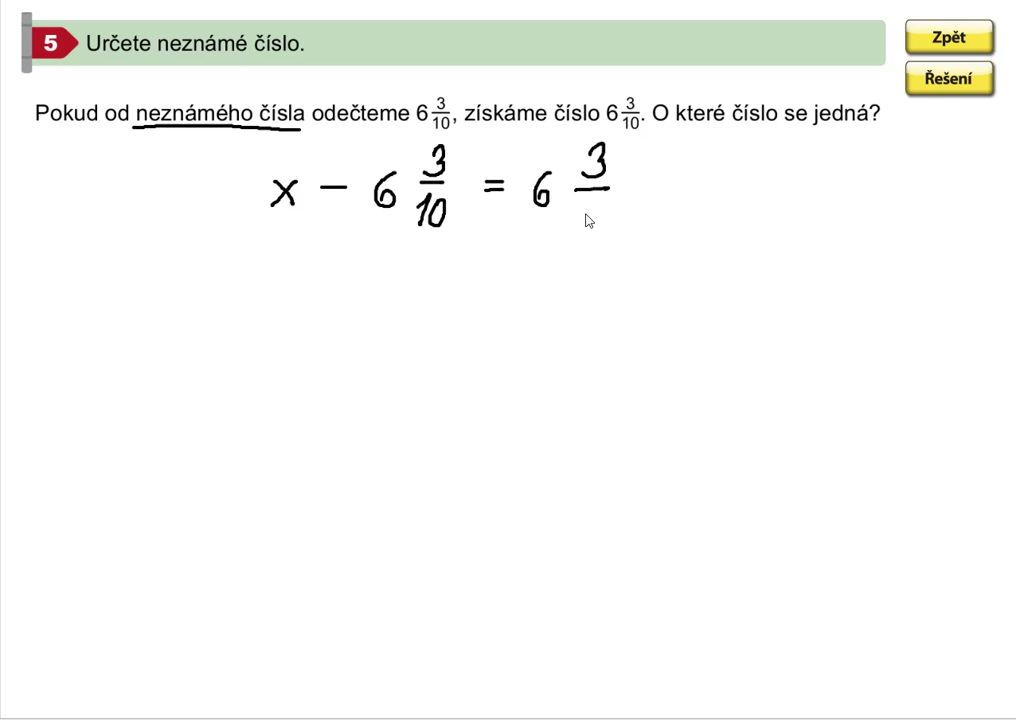 5 Určete neznámé číslo.
Zpět
Řešení
Pokud od neznámého čísla odečteme 6 3/10, získáme číslo 6 3/10. O které číslo se jedná?
x − 6 3/10 = 6 3/